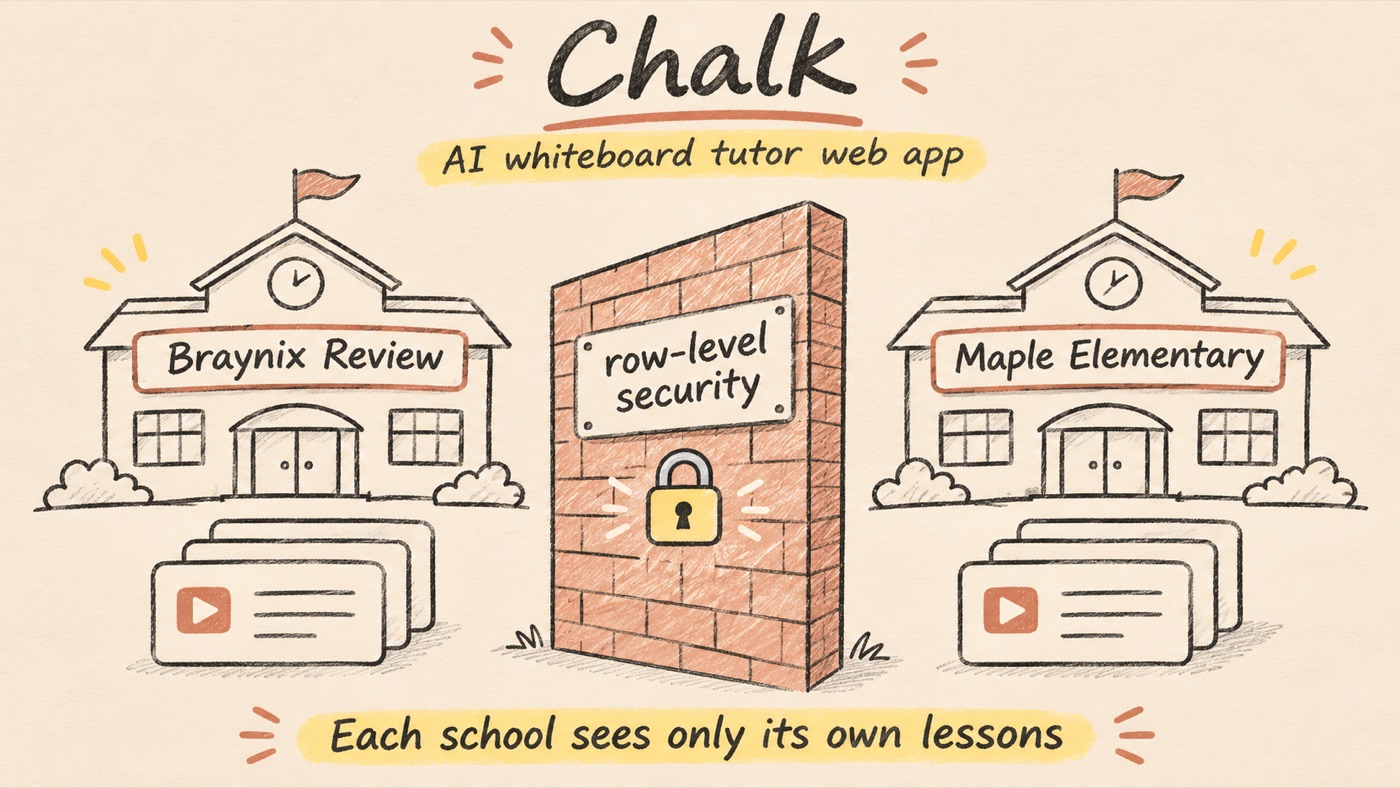 Chalk
AI whiteboard tutor web app
Braynix Review
row-level
security
Maple Elementary
Each school sees only its own lessons